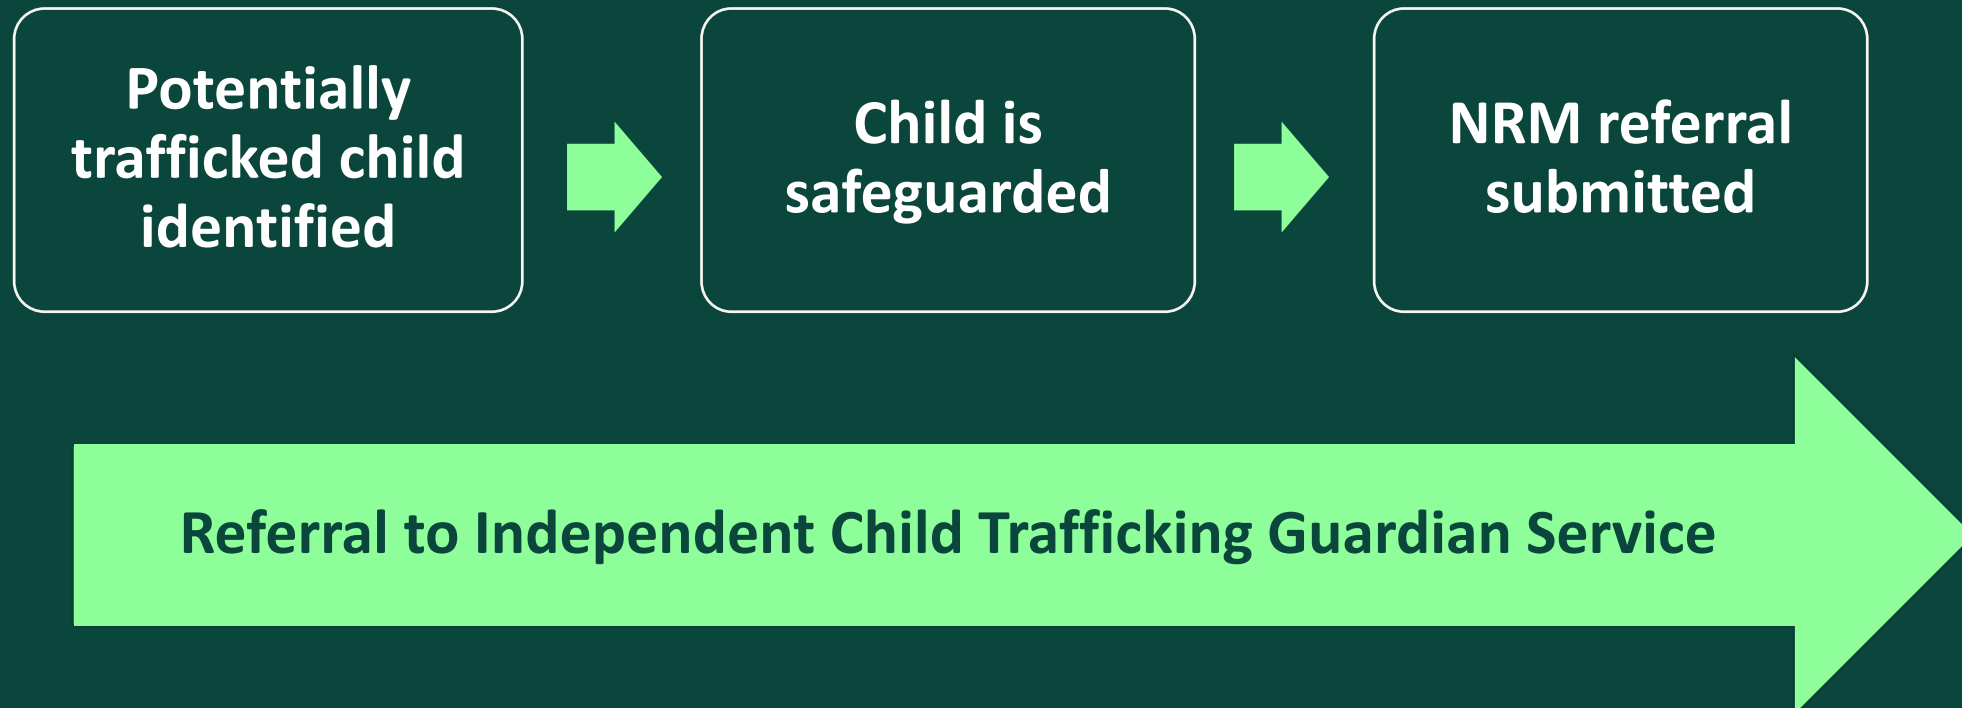 Potentially
trafficked child
identified
Child is
safeguarded
NRM referral
submitted
Referral to Independent Child Trafficking Guardian Service